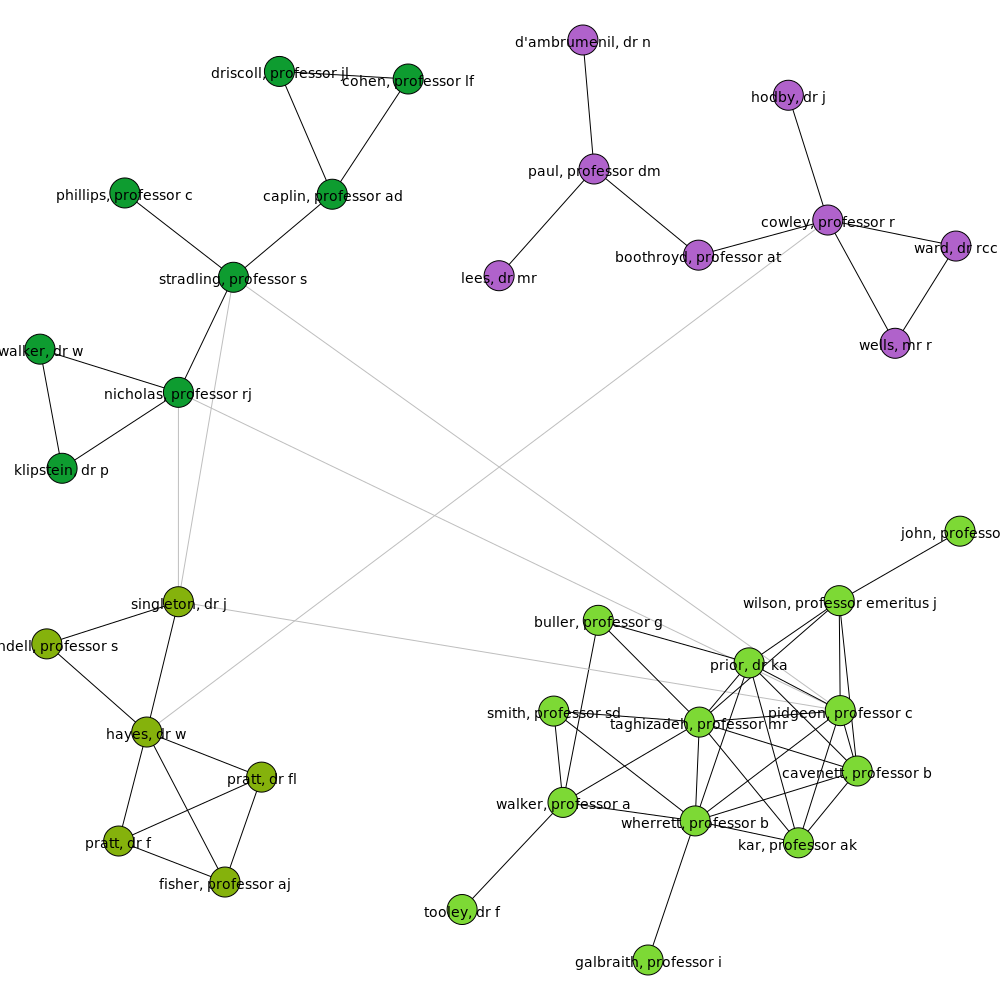 d'ambrumenil, dr n
driscoll, professor jl
cohen, professor lf
hodby, dr j
paul, professor dm
phillips, professor c
caplin, professor ad
cowley, professor r
ward, dr rcc
boothroyd, professor at
stradling, professor s
lees, dr mr
wells, mr r
walker, dr w
nicholas, professor rj
klipstein, dr p
john, professo
singleton, dr j
wilson, professor emeritus j
buller, professor g
ndell, professor s
prior, dr ka
smith, professor sd
pidgeon, professor c
taghizadeh, professor mr
hayes, dr w
cavenett, professor b
pratt, dr fl
walker, professor a
wherrett, professor b
pratt, dr f
kar, professor ak
fisher, professor aj
tooley, dr f
galbraith, professor i